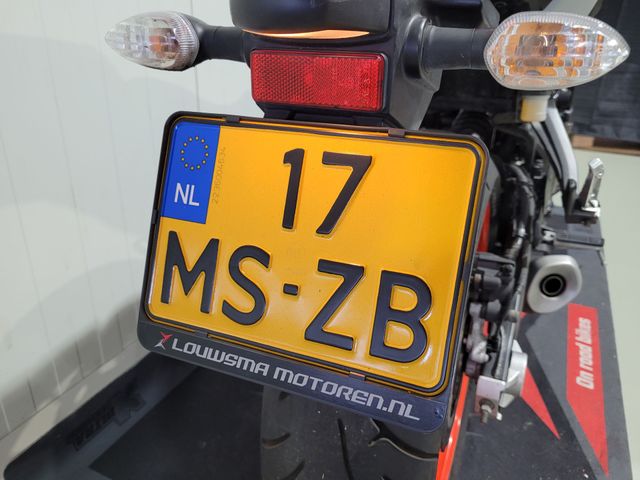 NL
17
MS-ZB
LOUWSMA MOTOREN.NL
On road bikes